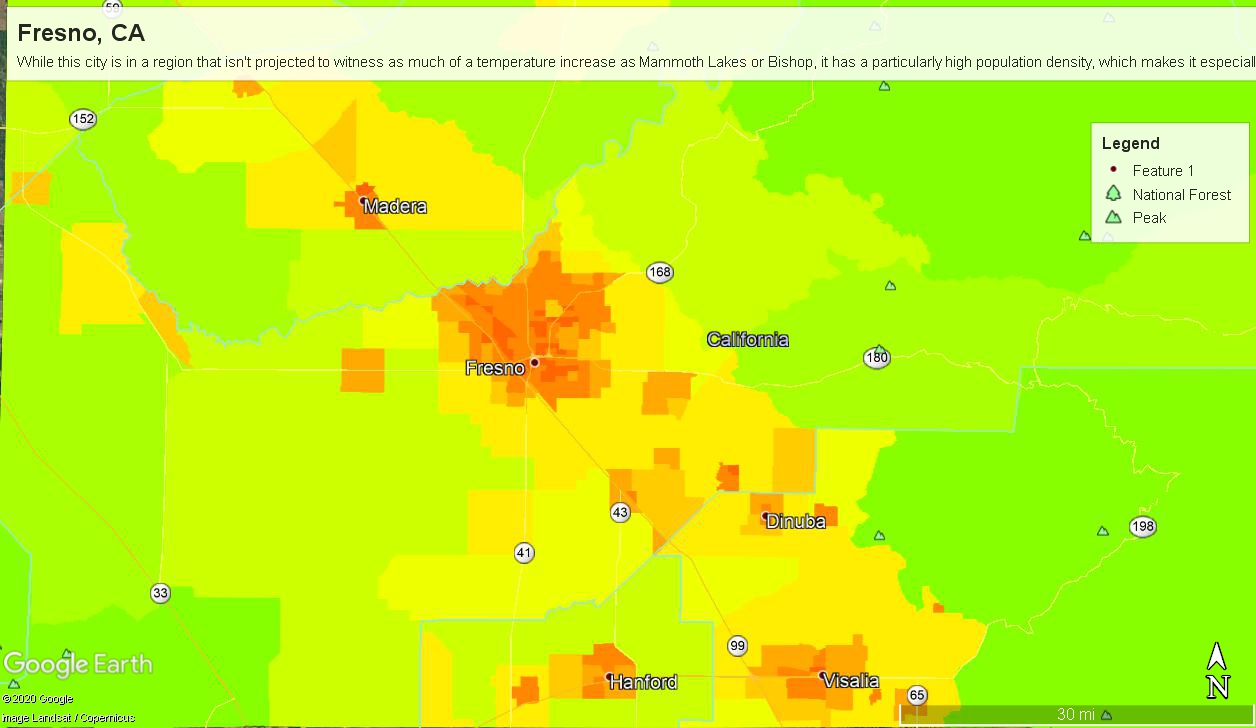 59
Fresno, CA
While this city is in a region that isn't projected to witness as much of a temperature increase as Mammoth Lakes or Bishop, it has a particularly high population density, which makes it especiall
152
Legend
Feature 1
National Forest
Peak
Madera
168
California
180
Fresno
43
Dinuba
198
41
33
99
Google Earth
Hanford
Visalia
N
65
©2020 Google
30 mi
Image Landsat / Copernicus